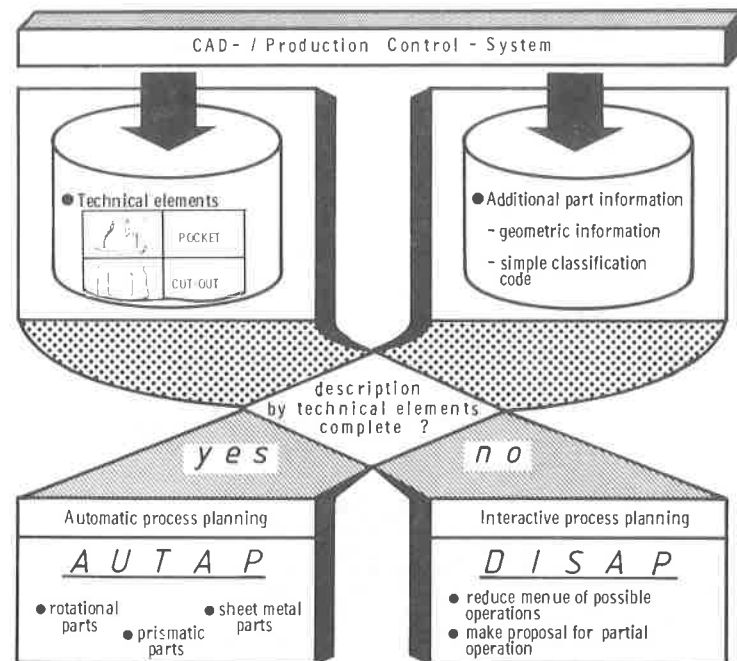 CAD- / Production Control - System
● Technical elements
POCKET
CUT-OUT
● Additional part information
- geometric information
- simple classification
code
description
by technical elements
complete ?
yes
no
Automatic process planning
AUTAP
● rotational
parts
● sheet metal
parts
● prismatic
parts
Interactive process planning
DISAP
● reduce menue of possible
operations
● make proposal for partial
operation